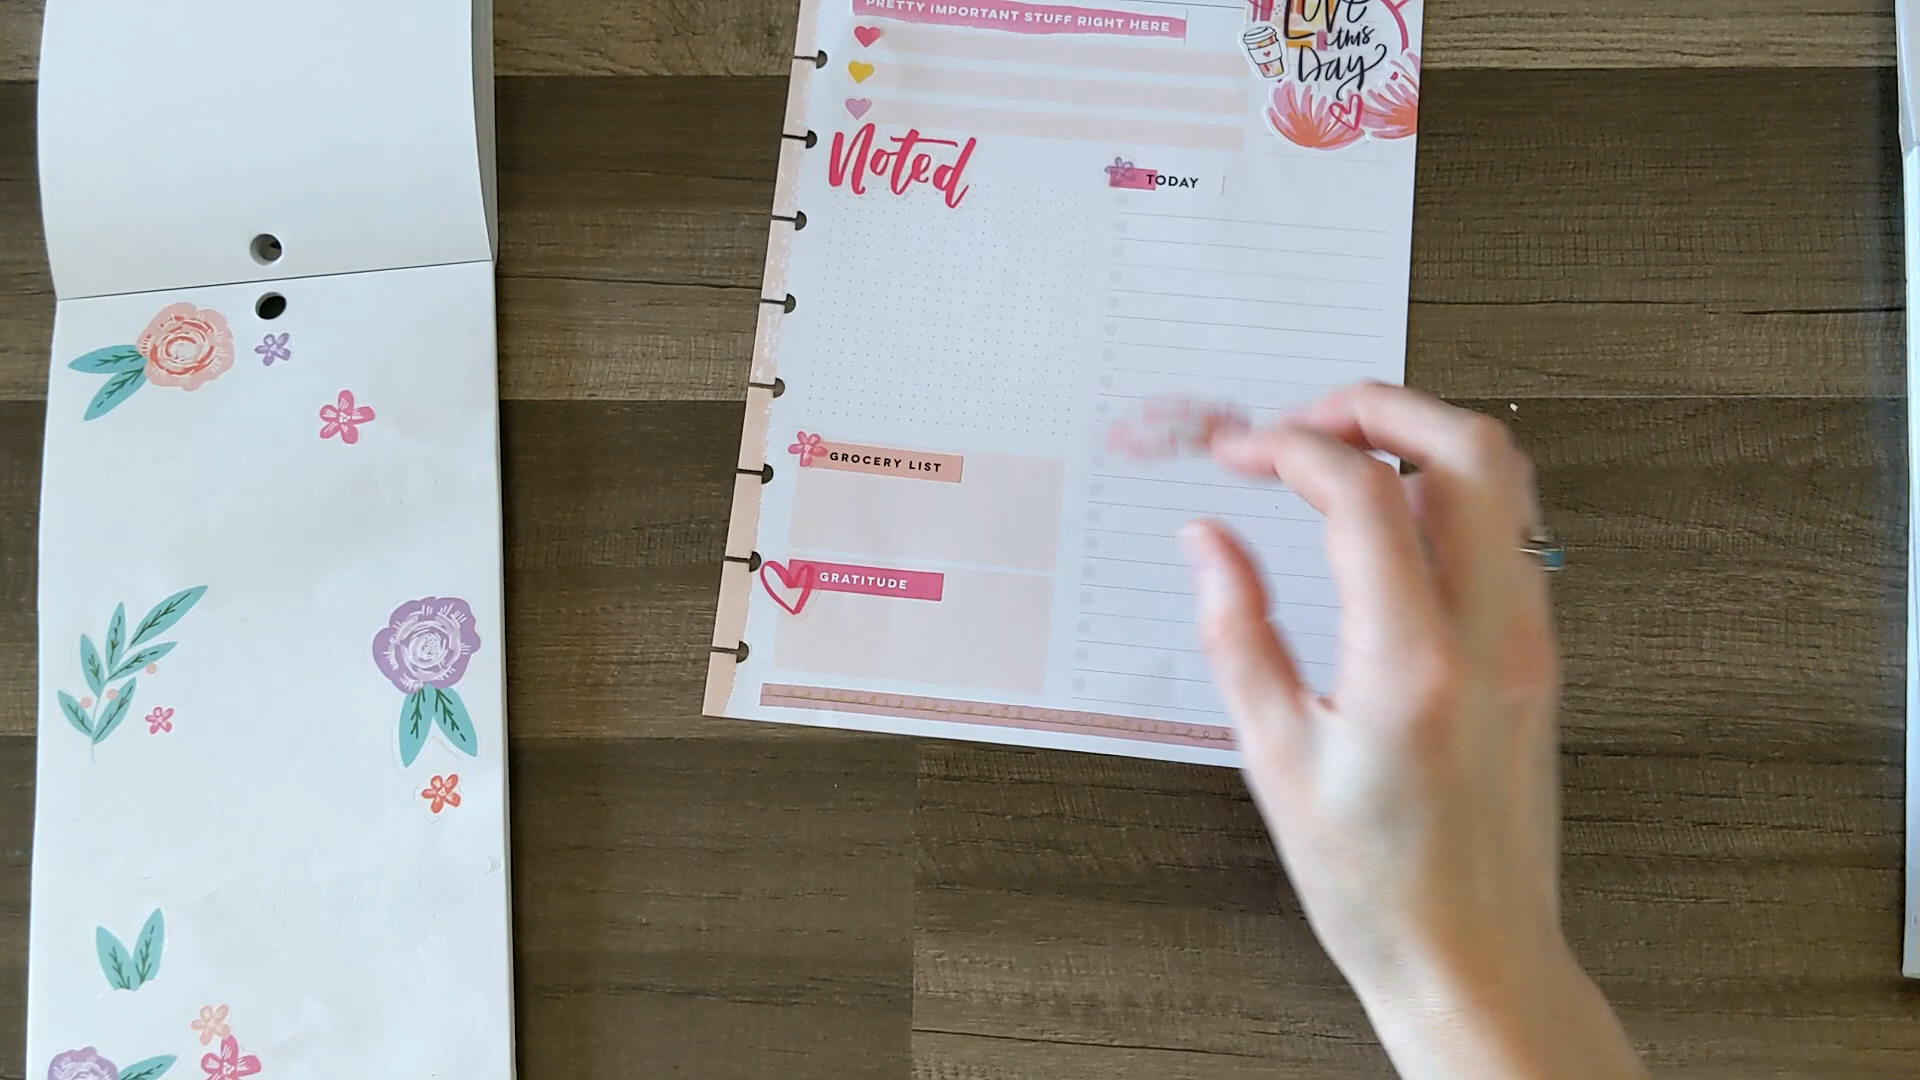 PRETTY IMPORTANT STUFF RIGHT HERE
Love
this
Day
Noted
TODAY
GROCERY LIST
GRATITUDE